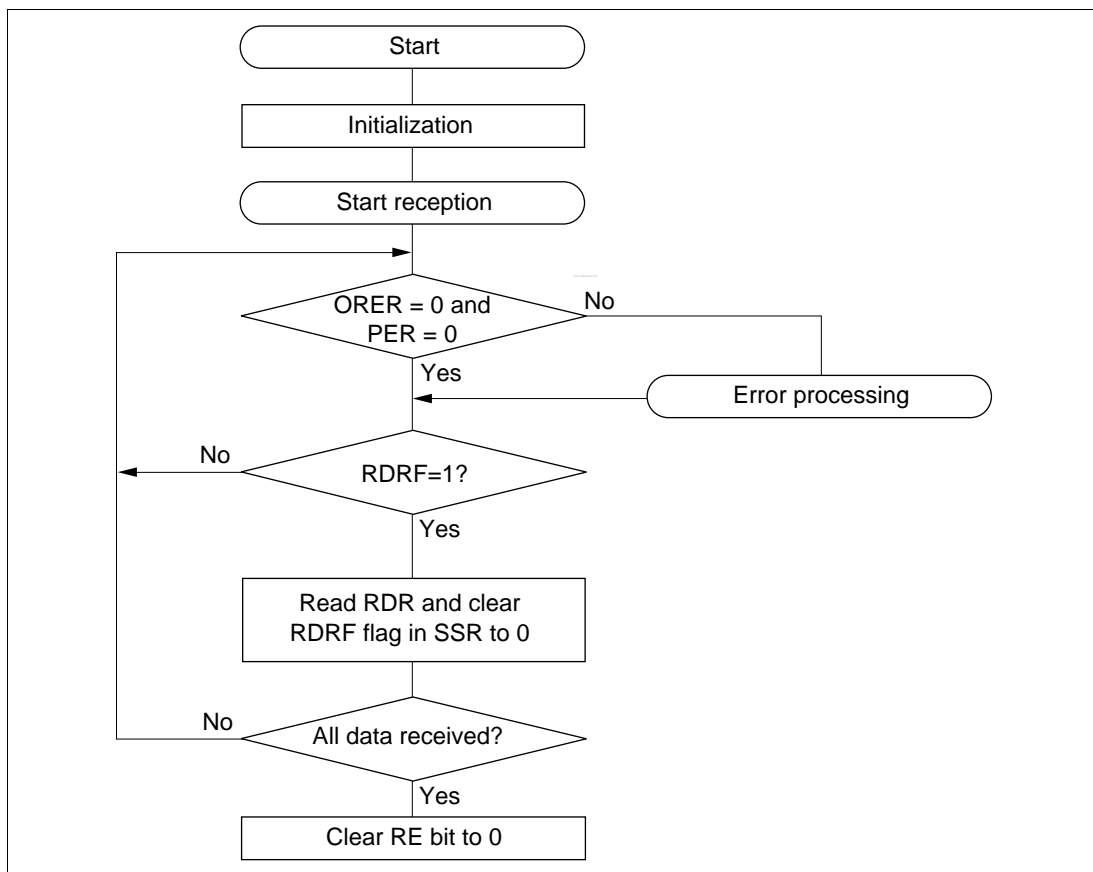 Start
Initialization
Start reception
ORER = 0 and
PER = 0
No
Yes
Error processing
No
RDRF=1?
Yes
Read RDR and clear
RDRF flag in SSR to 0
No
All data received?
Yes
Clear RE bit to 0